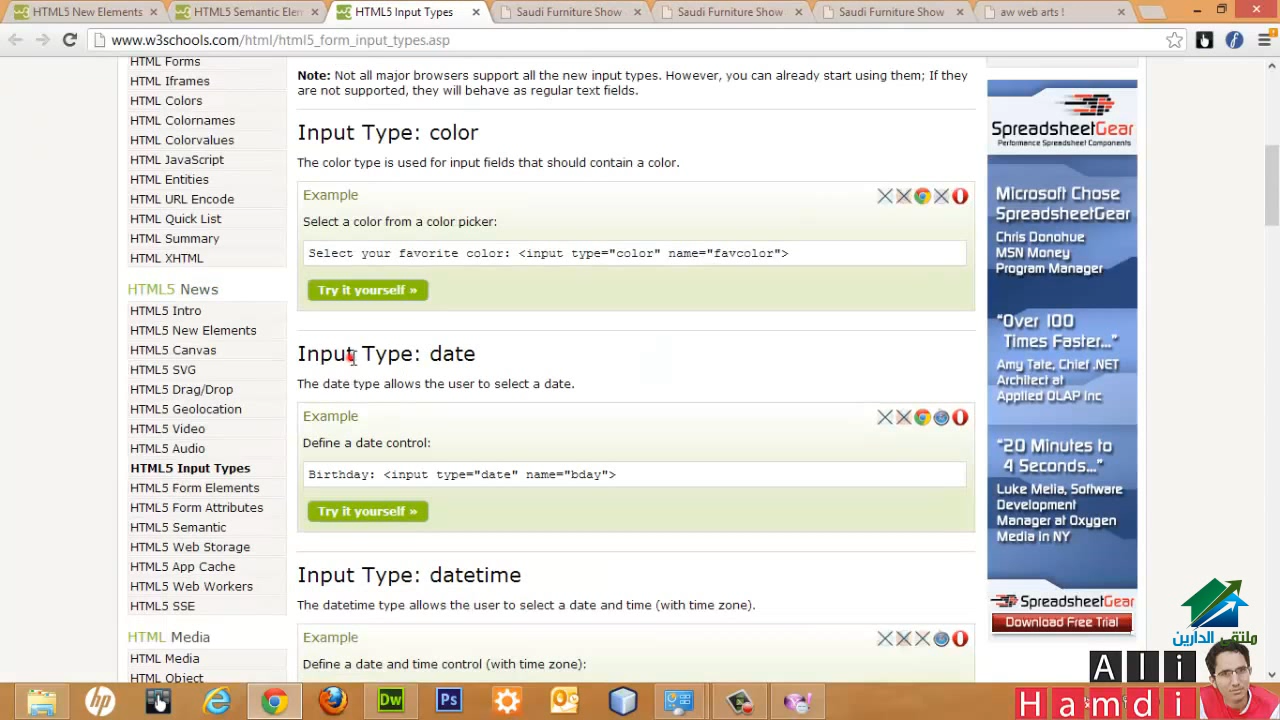 HTML5 New Elements
HTML5 Semantic Elem
HTML5 Input Types
Saudi Furniture Show
Saudi Furniture Show
Saudi Furniture Show
aw web arts !
www.w3schools.com/html/html5_form_input_types.asp
HTML Forms
HTML Iframes
HTML Colors
HTML Colornames
HTML Colorvalues
HTML JavaScript
HTML Entities
HTML URL Encode
HTML Quick List
HTML Summary
HTML XHTML
HTML5 News
HTML5 Intro
HTML5 New Elements
HTML5 Canvas
HTML5 SVG
HTML5 Drag/Drop
HTML5 Geolocation
HTML5 Video
HTML5 Audio
HTML5 Input Types
HTML5 Form Elements
HTML5 Form Attributes
HTML5 Semantic
HTML5 Web Storage
HTML5 App Cache
HTML5 Web Workers
HTML5 SSE
HTML Media
HTML Media
HTML Object
Note: Not all major browsers support all the new input types. However, you can already start using them; If they
are not supported, they will behave as regular text fields.
Input Type: color
The color type is used for input fields that should contain a color.
Example
Select a color from a color picker:
Select your favorite color: <input type="color" name="favcolor">
Try it yourself »
Input Type: date
The date type allows the user to select a date.
Example
Define a date control:
Birthday: <input type="date" name="bday">
Try it yourself »
Input Type: datetime
The datetime type allows the user to select a date and time (with time zone).
Example
Define a date and time control (with time zone):
SpreadsheetGear
Performance Spreadsheet Components
Microsoft Chose
SpreadsheetGear
Chris Donohue
MSN Money
Program Manager
"Over 100
Times Faster..."
Amy Tate, Chief .NET
Architect at
Applied OLAP Inc
"20 Minutes to
4 Seconds..."
Luke Melia, Software
Development
Manager at Oxygen
Media in NY
SpreadsheetGear
Download Free Trial
ملتقى الدارين
Ali
Hamdi
hp
Dw
Ps